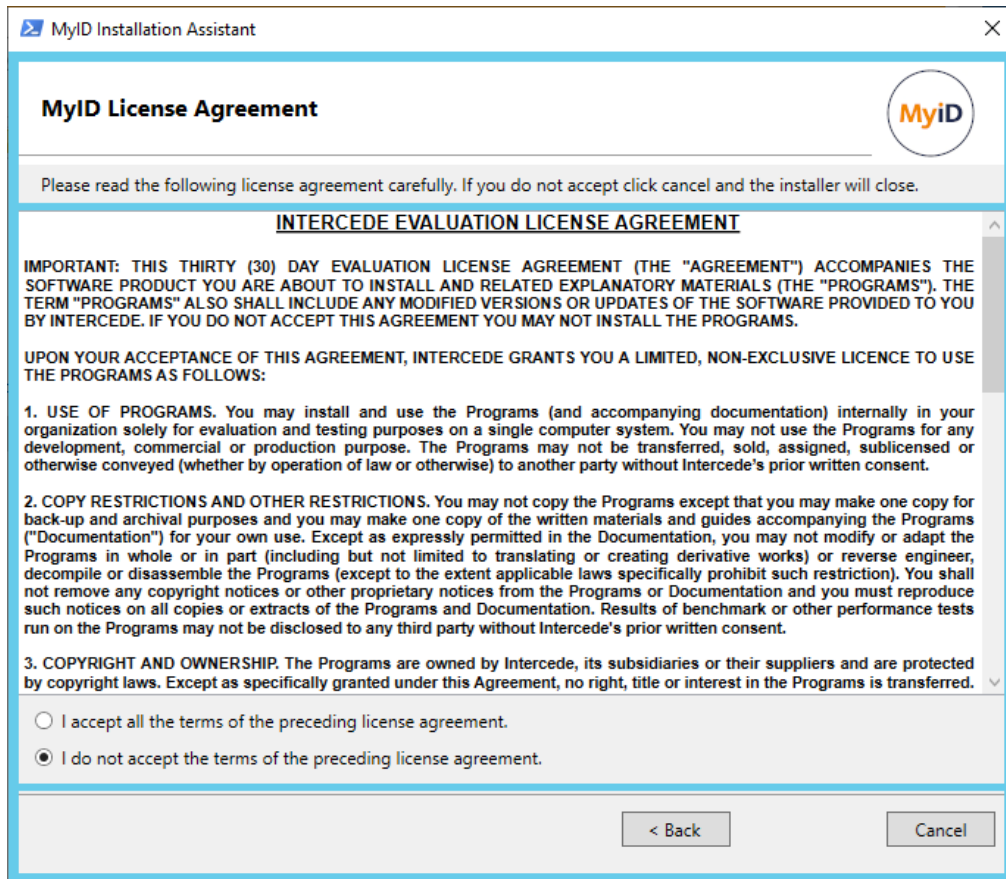 MyID Installation Assistant
MyID License Agreement
MyiD
Please read the following license agreement carefully. If you do not accept click cancel and the installer will close.
INTERCEDE EVALUATION LICENSE AGREEMENT
IMPORTANT: THIS THIRTY (30) DAY EVALUATION LICENSE AGREEMENT (THE "AGREEMENT") ACCOMPANIES THE
SOFTWARE PRODUCT YOU ARE ABOUT TO INSTALL AND RELATED EXPLANATORY MATERIALS (THE "PROGRAMS"). THE
TERM "PROGRAMS" ALSO SHALL INCLUDE ANY MODIFIED VERSIONS OR UPDATES OF THE SOFTWARE PROVIDED TO YOU
BY INTERCEDE. IF YOU DO NOT ACCEPT THIS AGREEMENT YOU MAY NOT INSTALL THE PROGRAMS.
UPON YOUR ACCEPTANCE OF THIS AGREEMENT, INTERCEDE GRANTS YOU A LIMITED, NON-EXCLUSIVE LICENCE TO USE
THE PROGRAMS AS FOLLOWS:
1. USE OF PROGRAMS. You may install and use the Programs (and accompanying documentation) internally in your
organization solely for evaluation and testing purposes on a single computer system. You may not use the Programs for any
development, commercial or production purpose. The Programs may not be transferred, sold, assigned, sublicensed or
otherwise conveyed (whether by operation of law or otherwise) to another party without Intercede's prior written consent.
2. COPY RESTRICTIONS AND OTHER RESTRICTIONS. You may not copy the Programs except that you may make one copy for
back-up and archival purposes and you may make one copy of the written materials and guides accompanying the Programs
("Documentation") for your own use. Except as expressly permitted in the Documentation, you may not modify or adapt the
Programs in whole or in part (including but not limited to translating or creating derivative works) or reverse engineer,
decompile or disassemble the Programs (except to the extent applicable laws specifically prohibit such restriction). You shall
not remove any copyright notices or other proprietary notices from the Programs or Documentation and you must reproduce
such notices on all copies or extracts of the Programs and Documentation. Results of benchmark or other performance tests
run on the Programs may not be disclosed to any third party without Intercede's prior written consent.
3. COPYRIGHT AND OWNERSHIP. The Programs are owned by Intercede, its subsidiaries or their suppliers and are protected
by copyright laws. Except as specifically granted under this Agreement, no right, title or interest in the Programs is transferred.
I accept all the terms of the preceding license agreement.
I do not accept the terms of the preceding license agreement.
< Back
Cancel